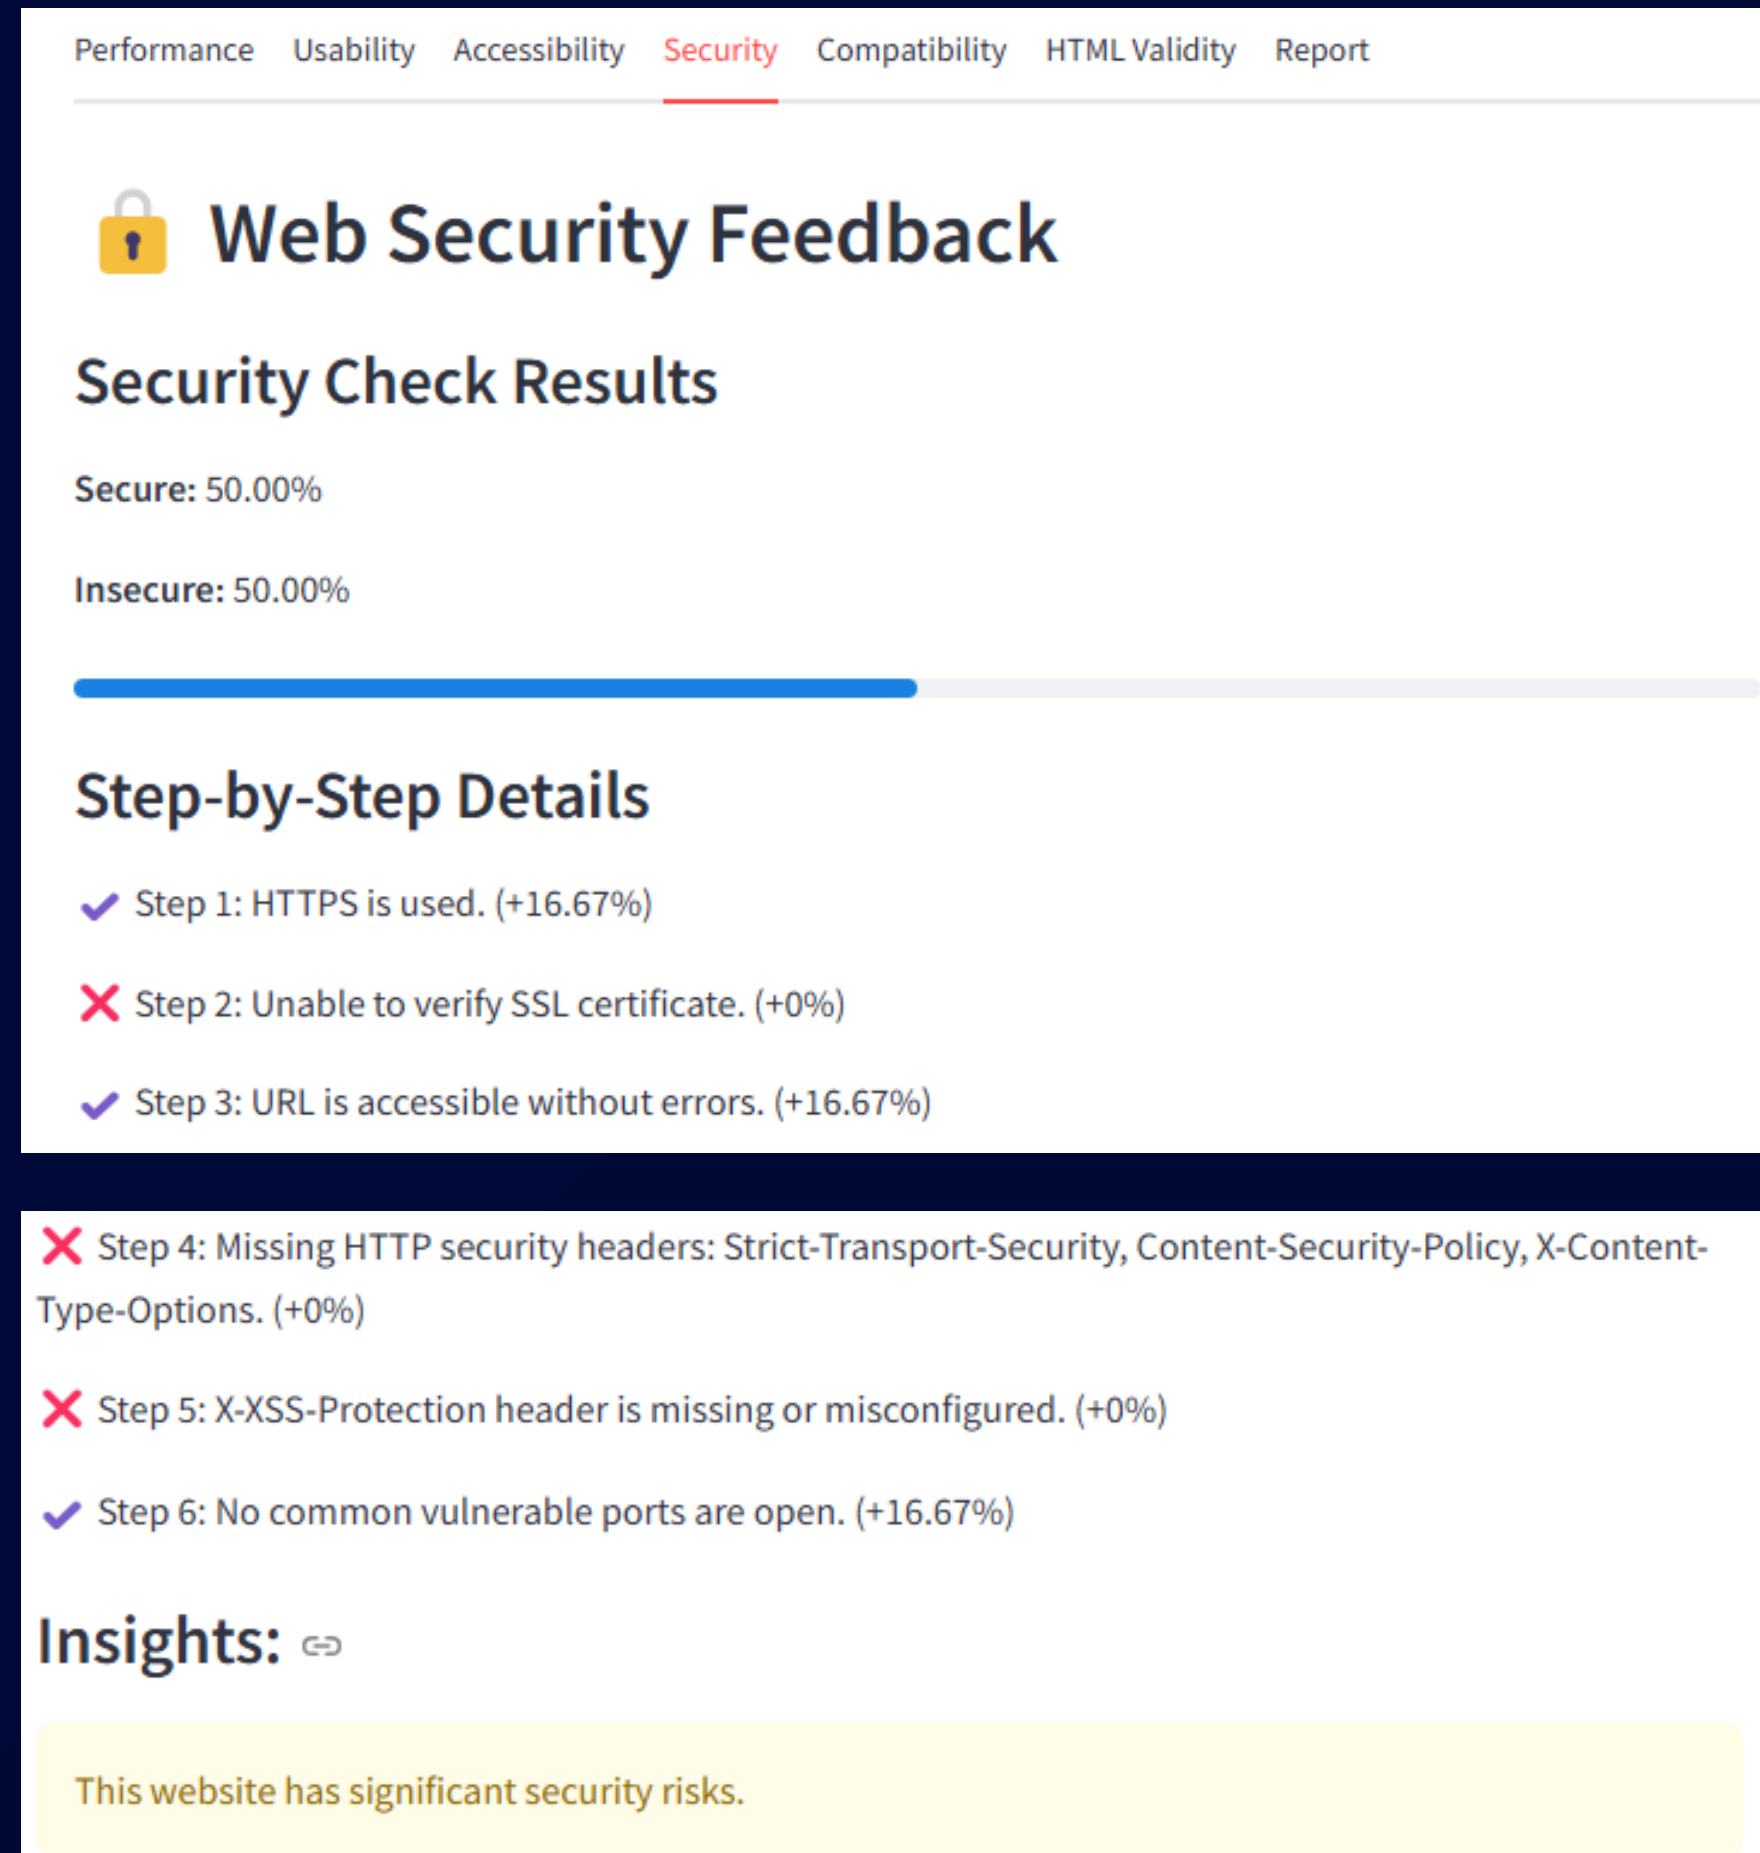 Performance Usability Accessibility Security Compatibility HTML Validity Report
Web Security Feedback
Security Check Results
Secure: 50.00%
Insecure: 50.00%
Step-by-Step Details
Step 1: HTTPS is used. (+16.67%)
Step 2: Unable to verify SSL certificate. (+0%)
Step 3: URL is accessible without errors. (+16.67%)
Step 4: Missing HTTP security headers: Strict-Transport-Security, Content-Security-Policy, X-Content-
Type-Options. (+0%)
Step 5: X-XSS-Protection header is missing or misconfigured. (+0%)
Step 6: No common vulnerable ports are open. (+16.67%)
Insights:
This website has significant security risks.